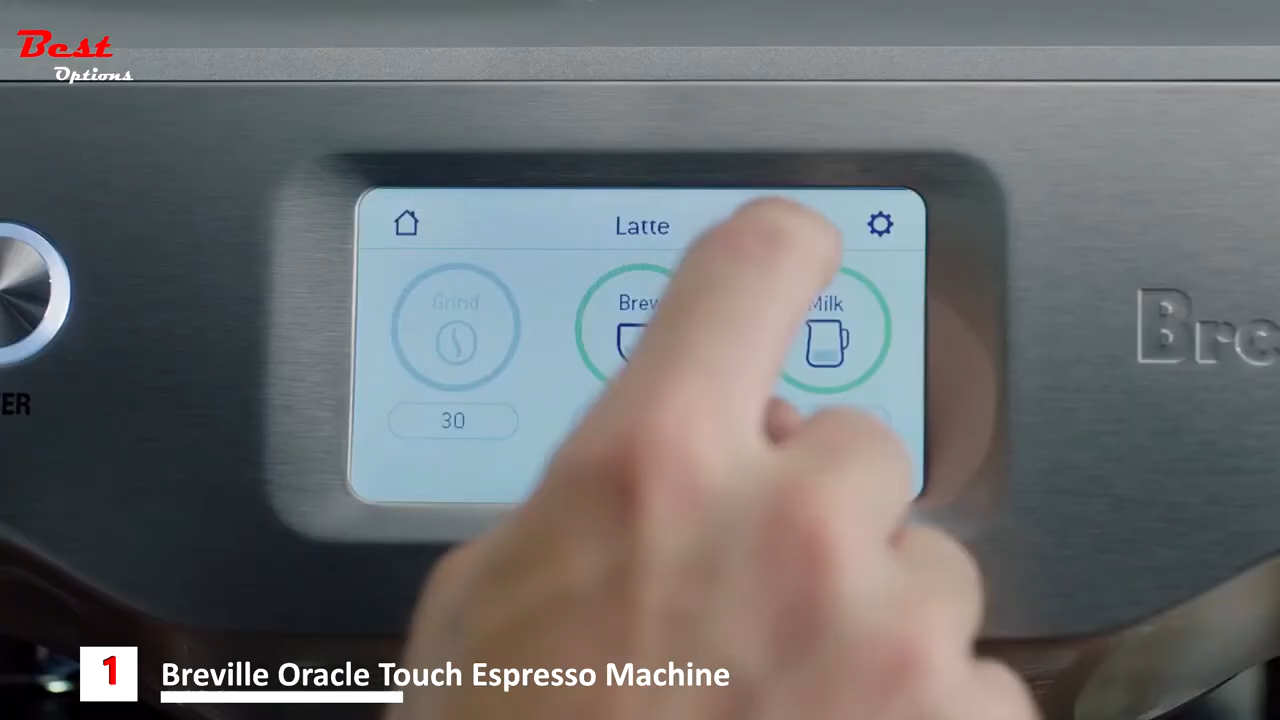 Best
Options
Latte
Grind
Brew
Milk
30
1
Breville Oracle Touch Espresso Machine